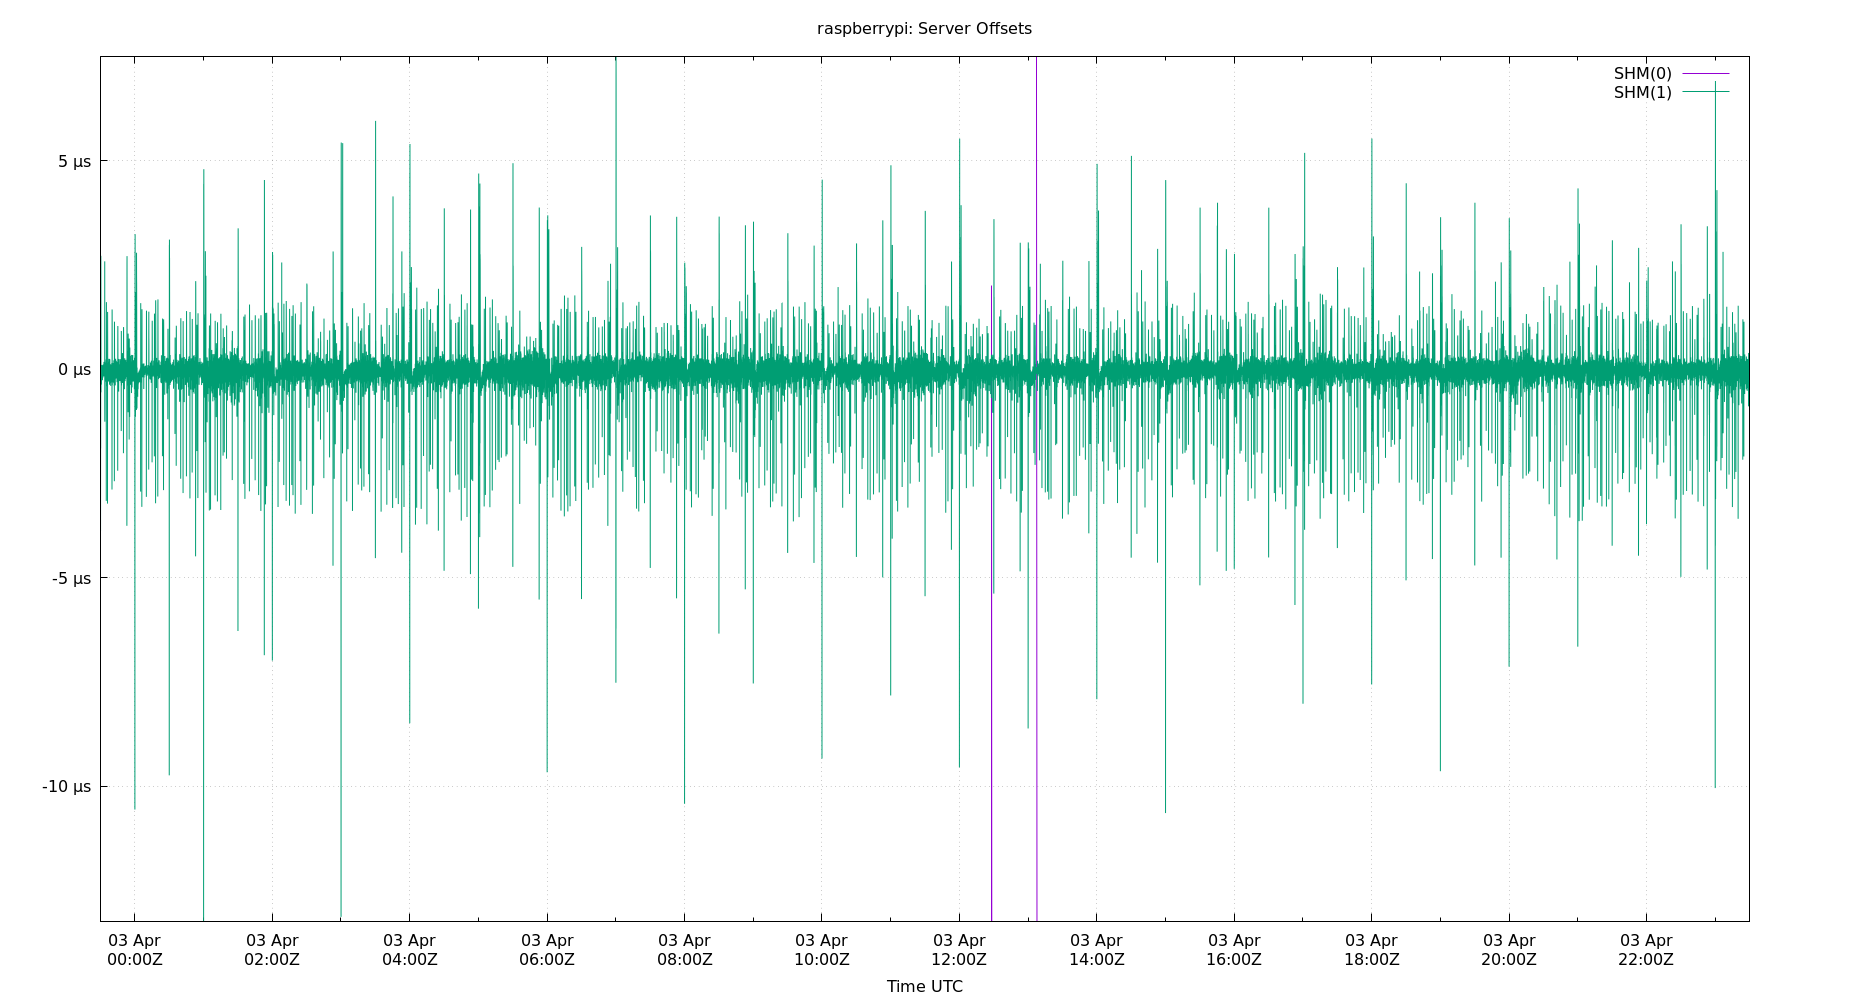 raspberrypi: Server Offsets
SHM(0)
SHM(1)
5 µs
0 µs
-5 µs
-10 µs
03 Apr 03 Apr 03 Apr 03 Apr 03 Apr 03 Apr 03 Apr 03 Apr 03 Apr 03 Apr 03 Apr 03 Apr
00:00Z 02:00Z 04:00Z 06:00Z 08:00Z 10:00Z 12:00Z 14:00Z 16:00Z 18:00Z 20:00Z 22:00Z
Time UTC